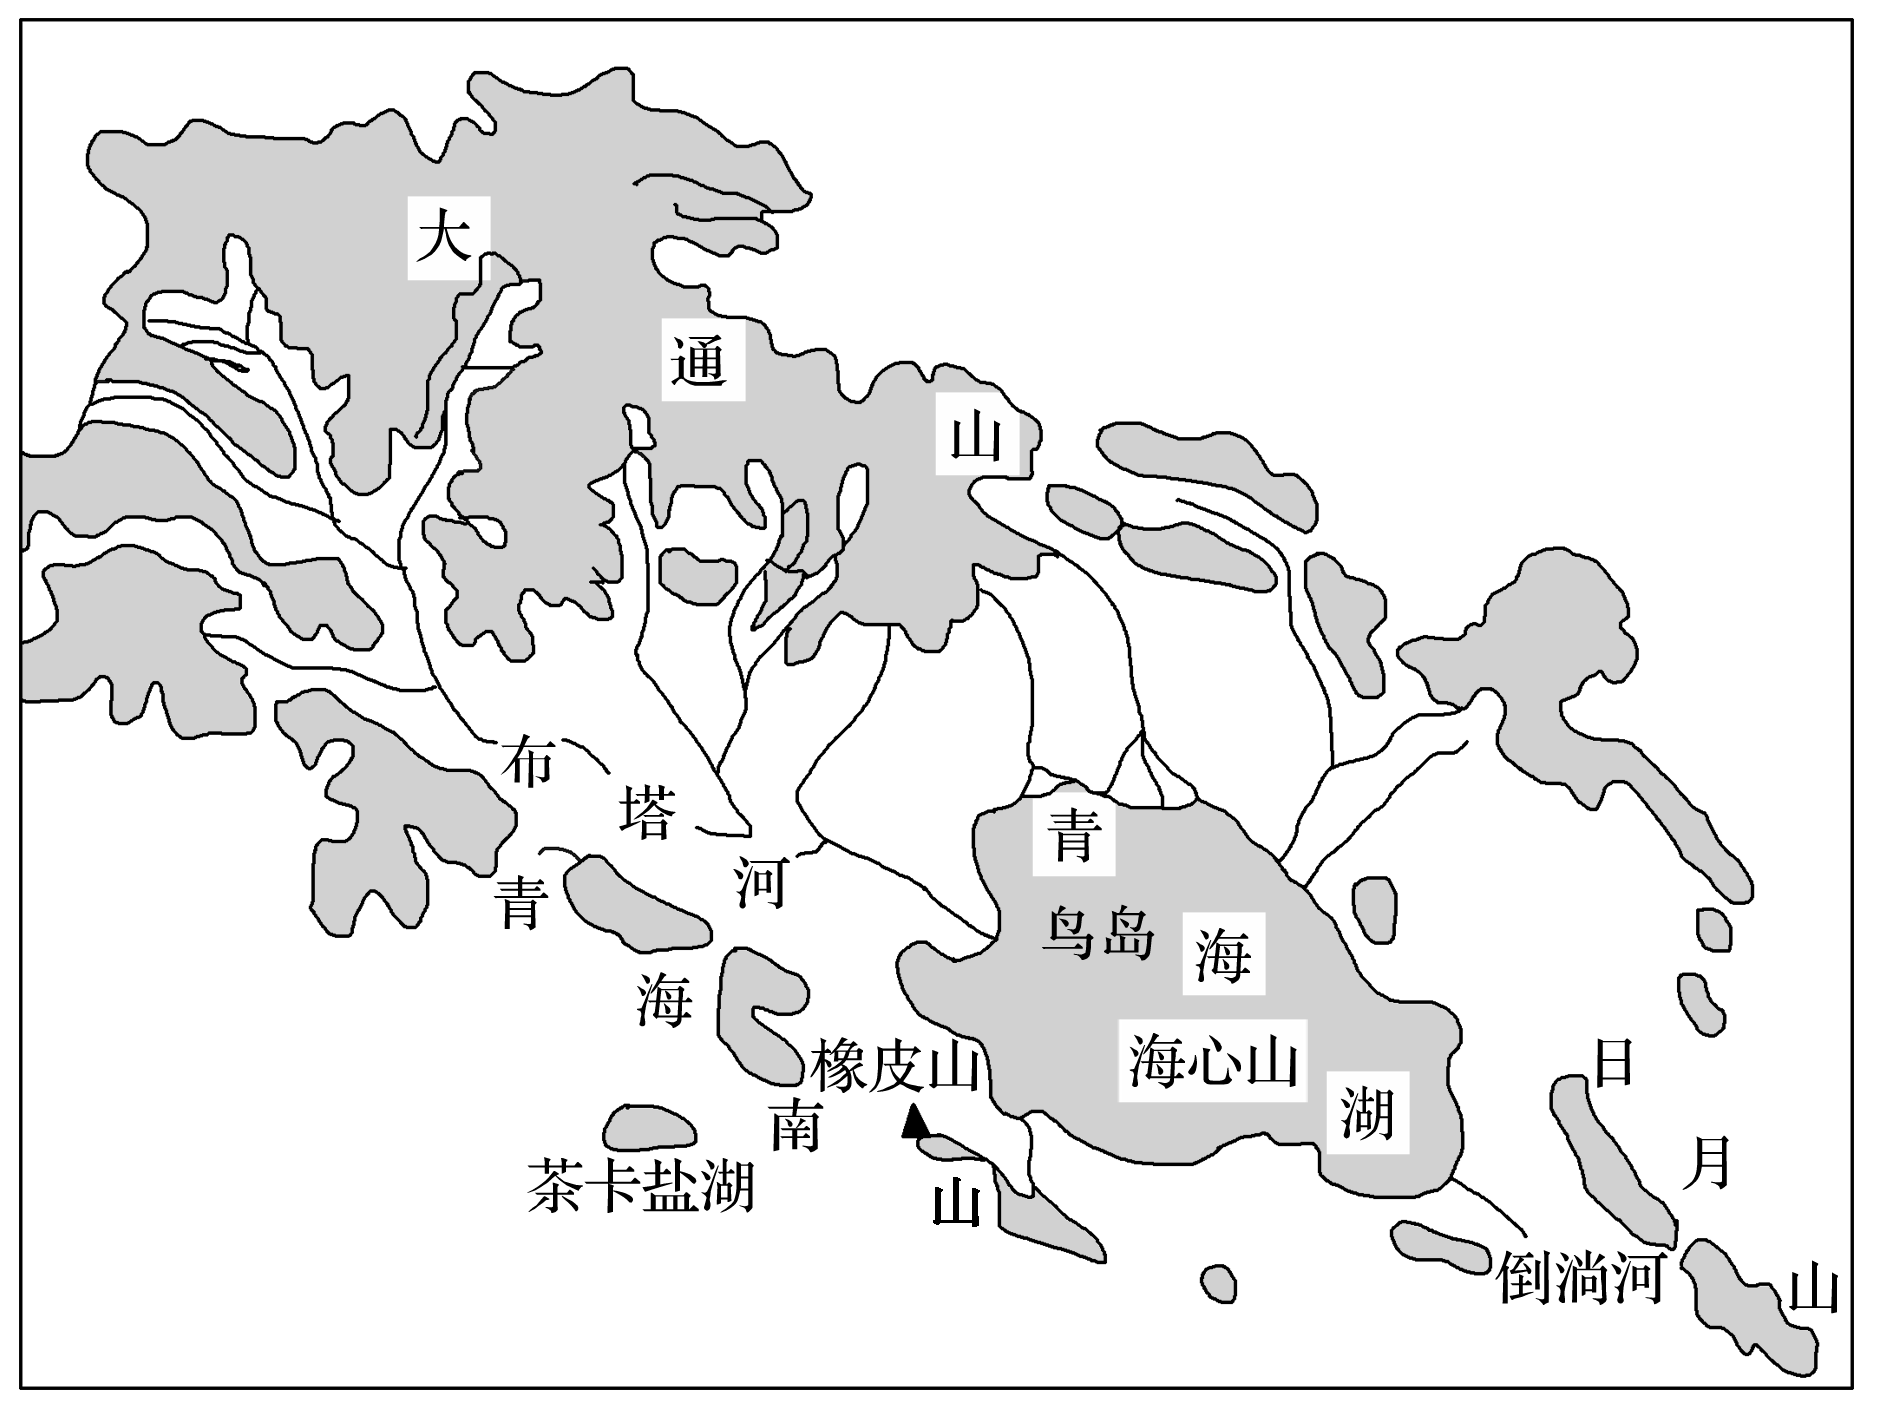 大
通
山
布
塔
河
青
海
南
山
橡皮山
茶卡盐湖
青
海
湖
鸟岛
海心山
日
月
山
倒淌河